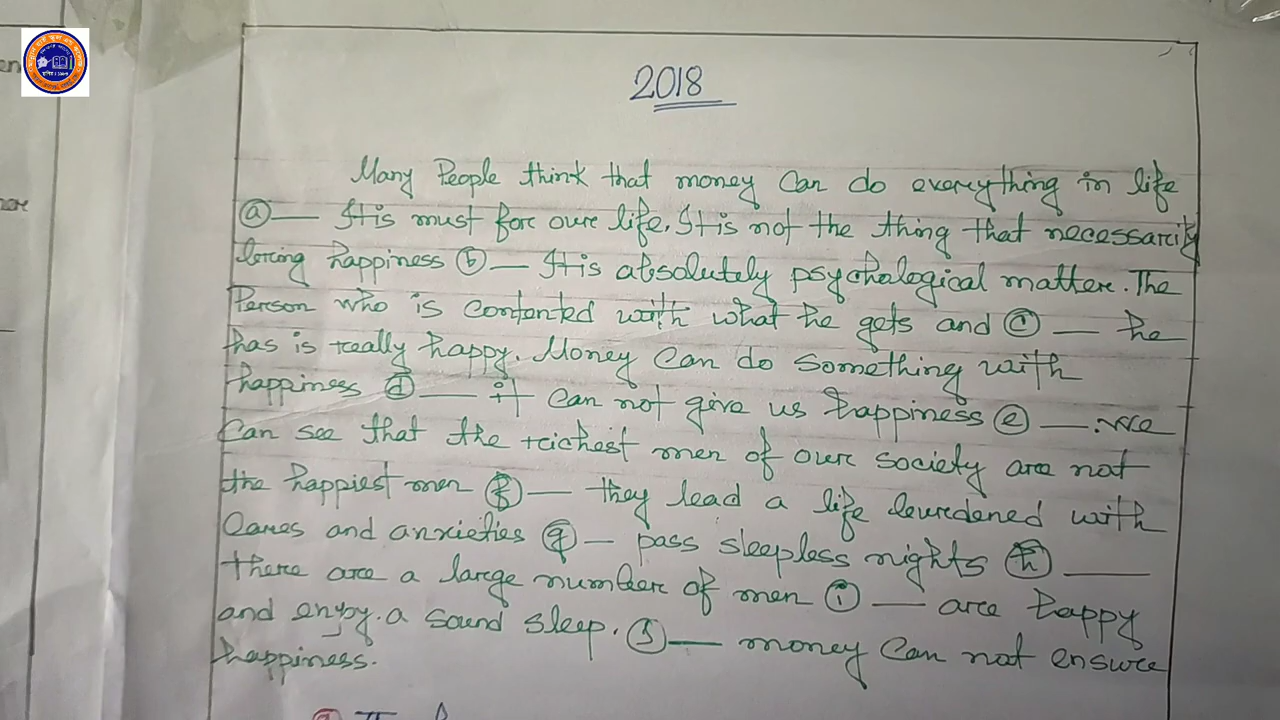 2018
Many People think that money can do everything in life
ⓐ — It is must for our life. It is not the thing that necessarily
bring happiness ⓑ — It is absolutely psychological matter. The
Person who is contented with what he gets and ⓒ — he
has is really happy. Money can do something with
happiness ⓓ — it can not give us happiness ⓔ —. We
can see that the richest men of our society are not
the happiest men ⓕ — they lead a life burdened with
cares and anxieties ⓖ — pass sleepless nights ⓗ —
there are a large number of men ⓘ — are happy
and enjoy. a sound sleep. ⓙ — money can not ensure
happiness.